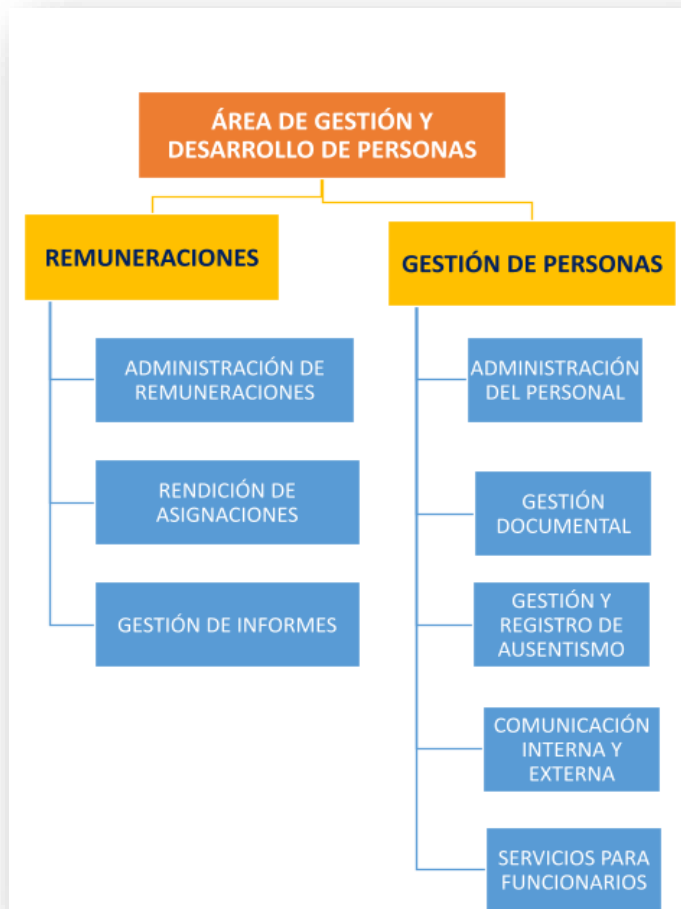 ÁREA DE GESTIÓN Y
DESARROLLO DE PERSONAS
REMUNERACIONES
ADMINISTRACIÓN DE
REMUNERACIONES
RENDICIÓN DE
ASIGNACIONES
GESTIÓN DE INFORMES
GESTIÓN DE PERSONAS
ADMINISTRACIÓN
DEL PERSONAL
GESTIÓN
DOCUMENTAL
GESTIÓN Y
REGISTRO DE
AUSENTISMO
COMUNICACIÓN
INTERNA Y
EXTERNA
SERVICIOS PARA
FUNCIONARIOS